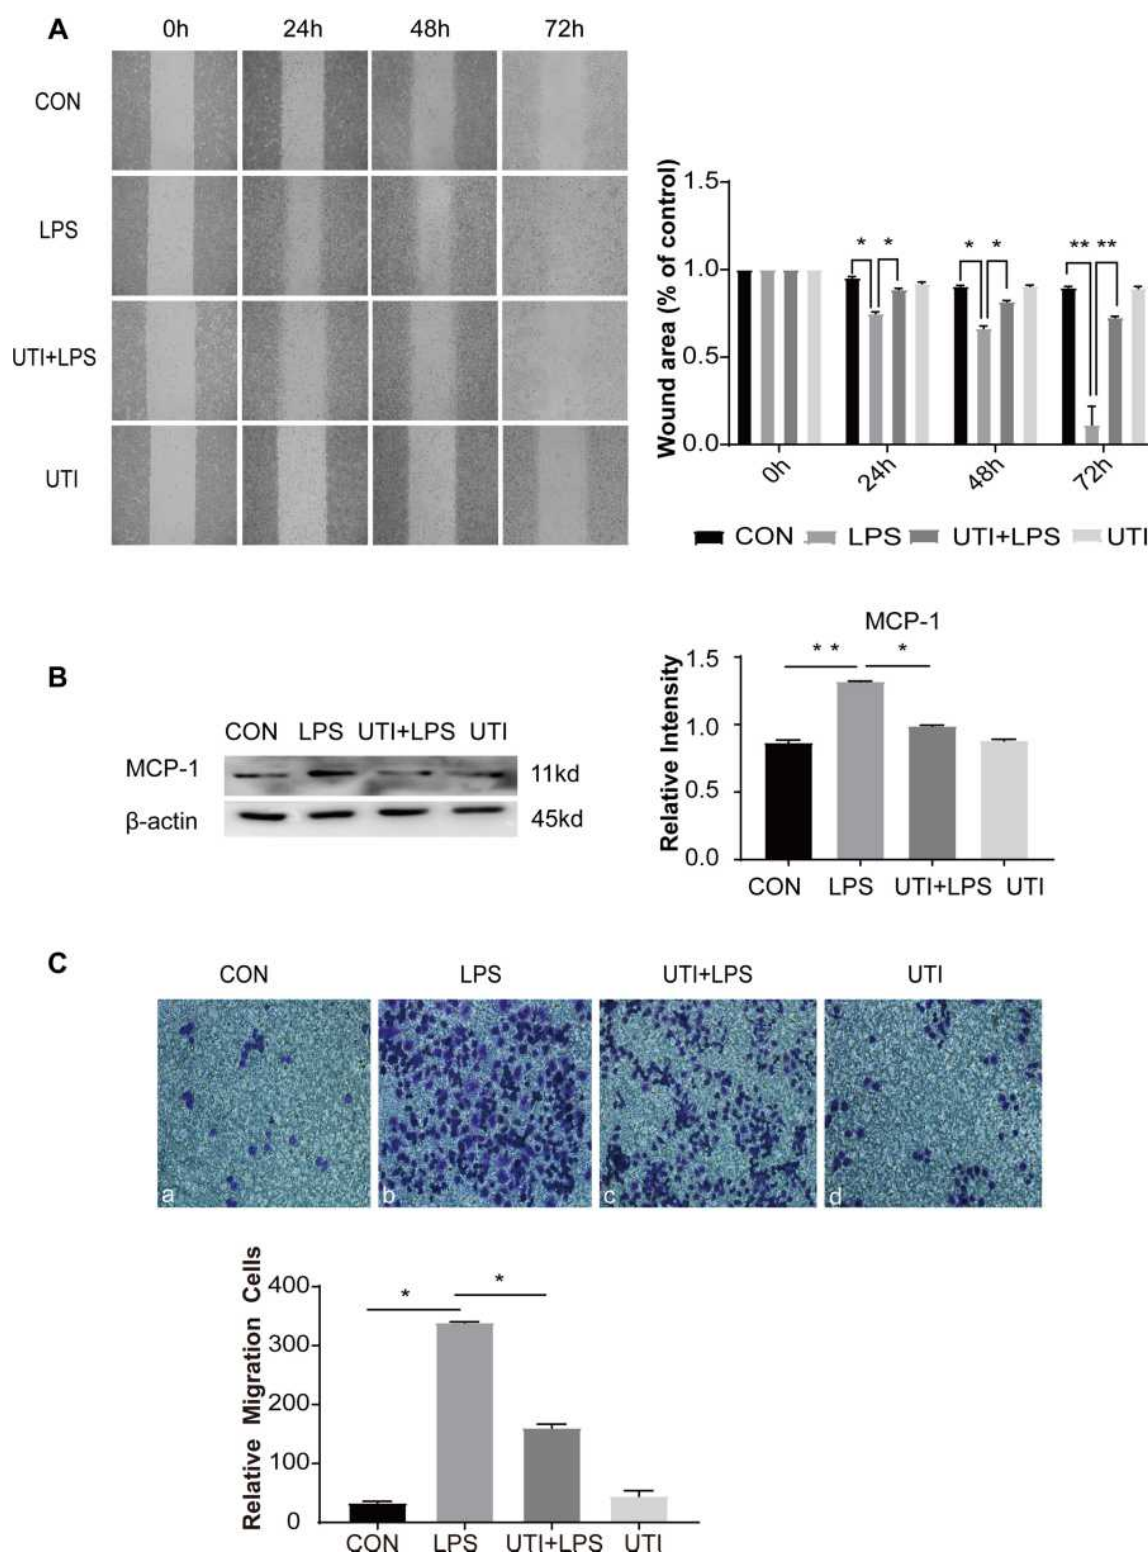 A
0h 24h 48h 72h
CON
LPS
UTI+LPS
UTI
Wound area (% of control)
1.5
1.0
0.5
0.0
* * * * ** **
0h 24h 48h 72h
CON LPS UTI+LPS UTI
B
CON LPS UTI+LPS UTI
MCP-1 11kd
β-actin 45kd
MCP-1
Relative Intensity
1.5
1.0
0.5
0.0
* * *
CON LPS UTI+LPS UTI
C
CON LPS UTI+LPS UTI
a b c d
Relative Migration Cells
400
300
200
100
0
* *
CON LPS UTI+LPS UTI